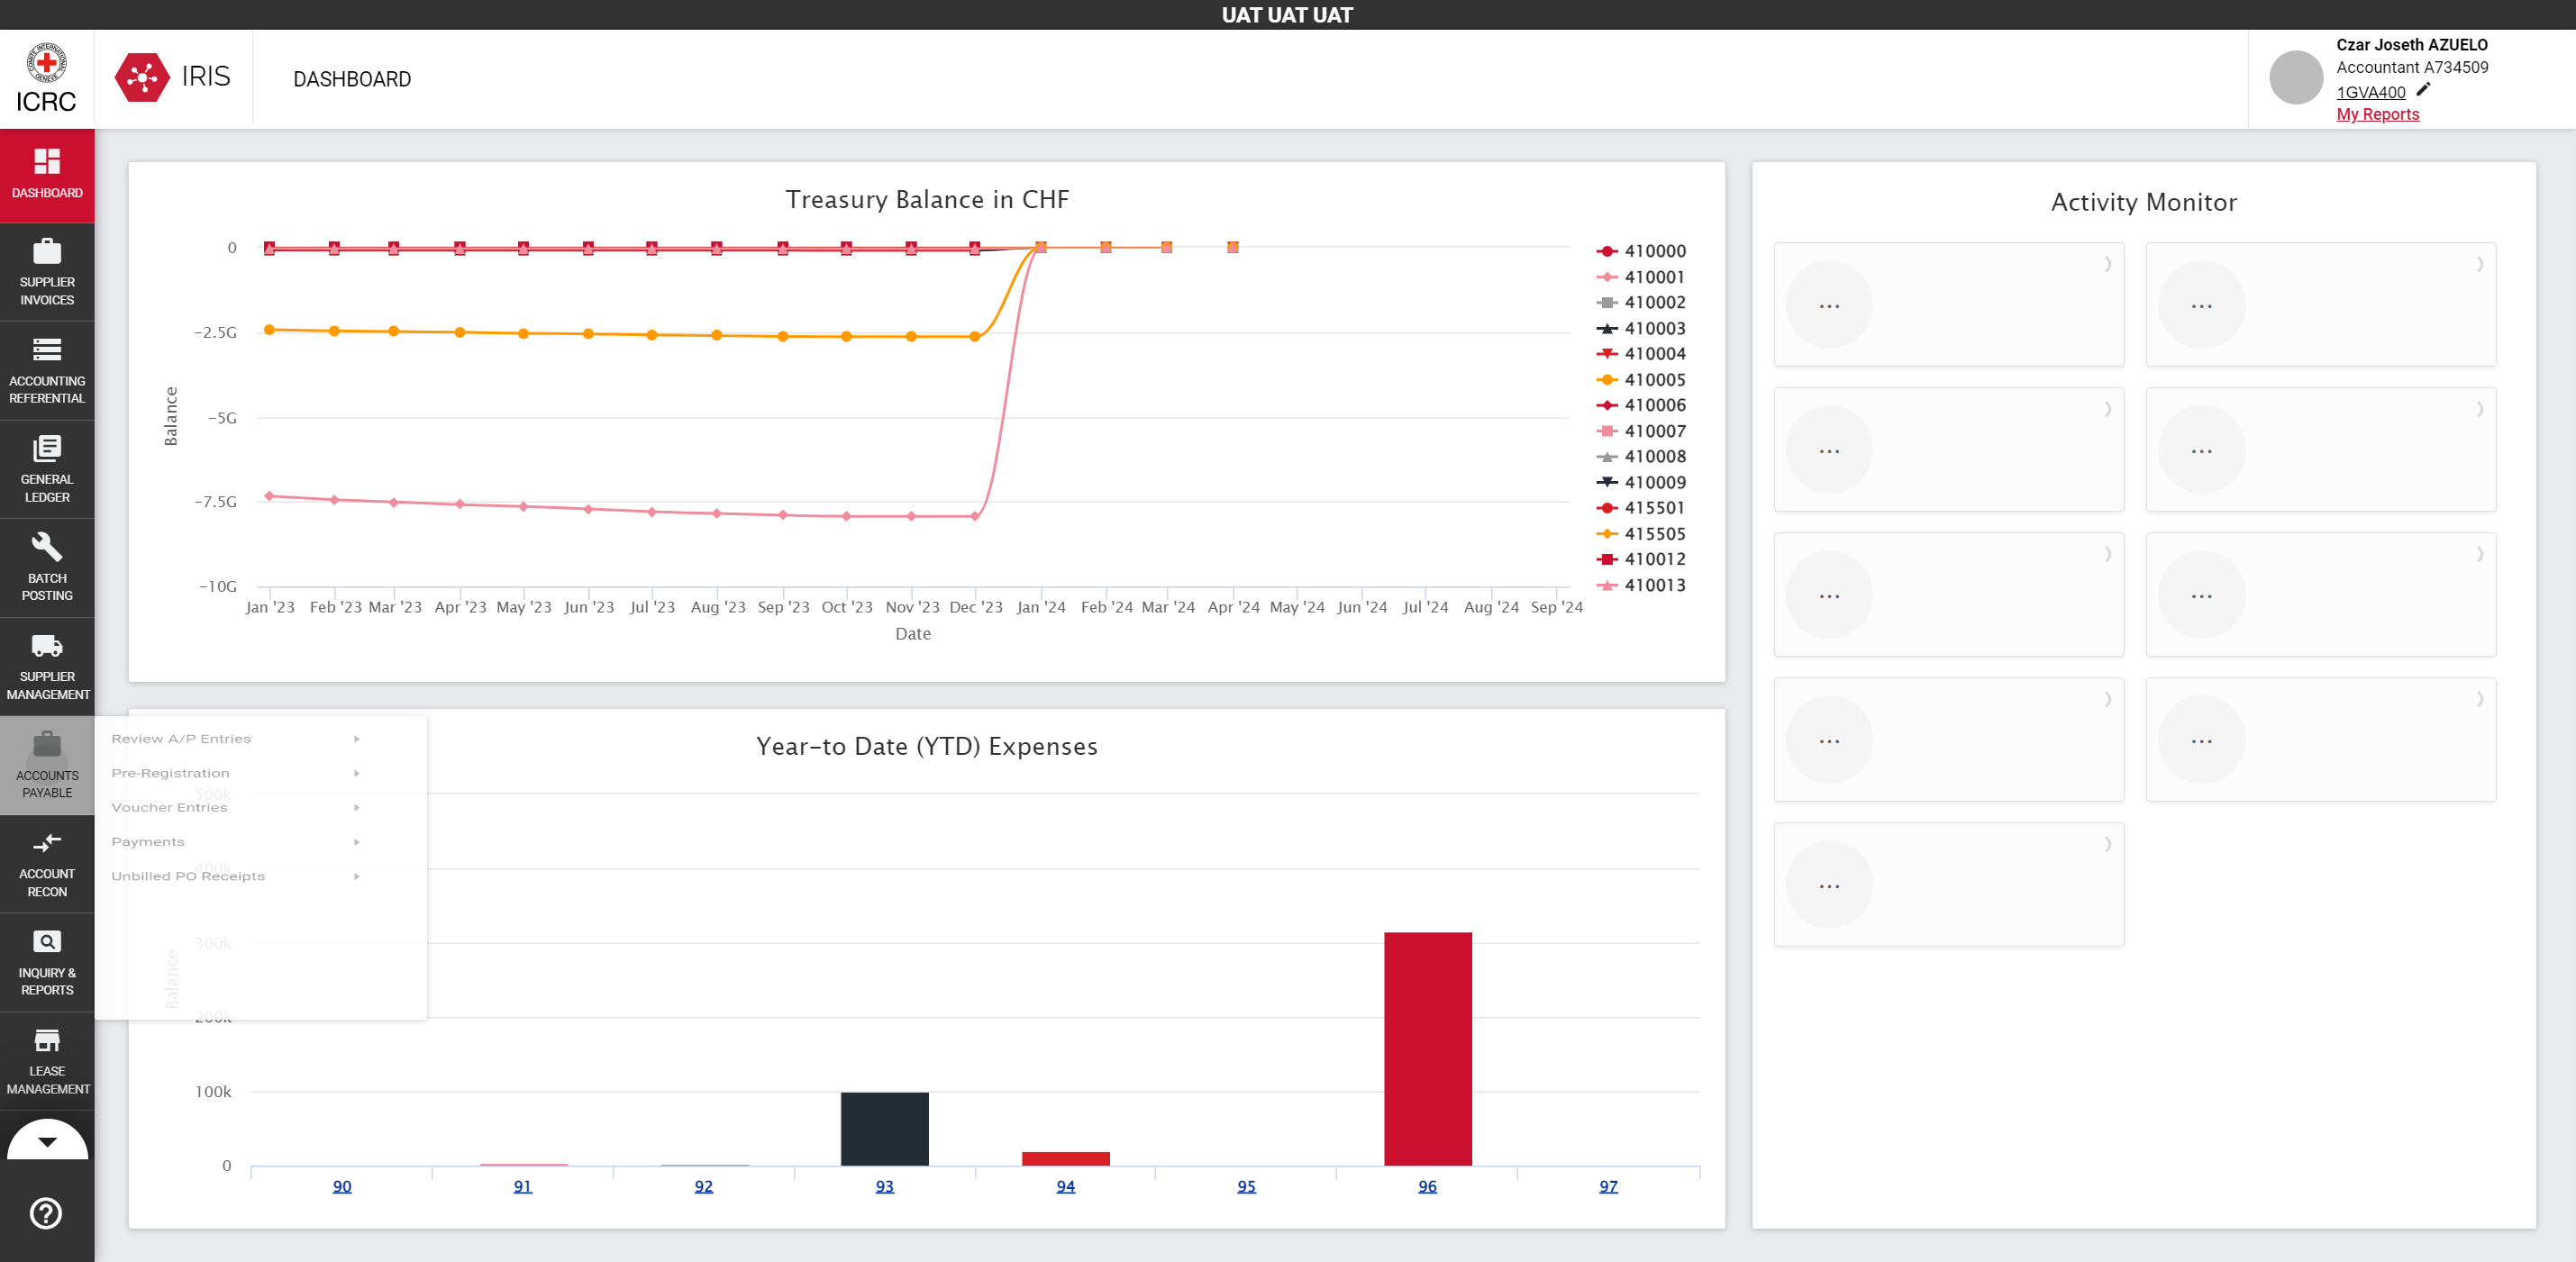 UAT UAT UAT
ICRC
IRIS
DASHBOARD
Czar Joseth AZUELO
Accountant A734509
1GVA400
My Reports
DASHBOARD
SUPPLIER
INVOICES
ACCOUNTING
REFERENTIAL
GENERAL
LEDGER
BATCH
POSTING
SUPPLIER
MANAGEMENT
ACCOUNTS
PAYABLE
ACCOUNT
RECON
INQUIRY &
REPORTS
LEASE
MANAGEMENT
Review A/P Entries
Pre-Registration
Voucher Entries
Payments
Unbilled PO Receipts
Treasury Balance in CHF
0
−2.5G
−5G
−7.5G
−10G
Balance
Jan '23 Feb '23 Mar '23 Apr '23 May '23 Jun '23 Jul '23 Aug '23 Sep '23 Oct '23 Nov '23 Dec '23 Jan '24 Feb '24 Mar '24 Apr '24 May '24 Jun '24 Jul '24 Aug '24 Sep '24
Date
410000
410001
410002
410003
410004
410005
410006
410007
410008
410009
415501
415505
410012
410013
Year-to Date (YTD) Expenses
500k
400k
300k
200k
100k
0
Balance
90 91 92 93 94 95 96 97
Activity Monitor
... ...
... ...
... ...
... ...
...